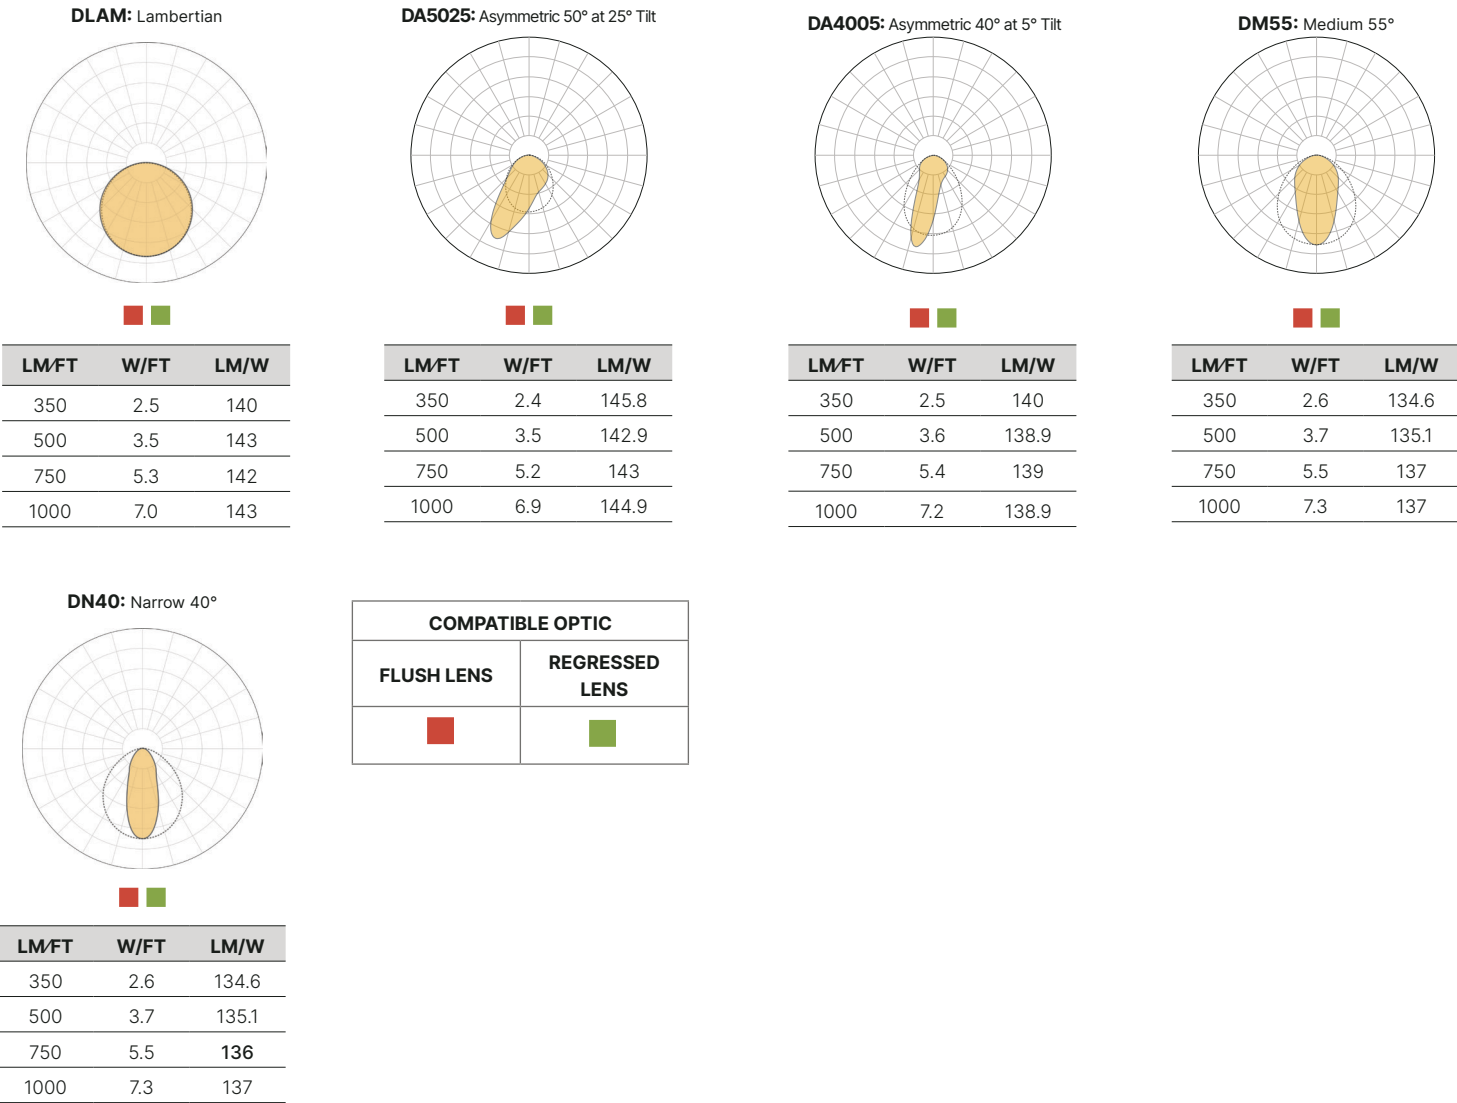 DLAM: Lambertian
LM/FT W/FT LM/W
350 2.5 140
500 3.5 143
750 5.3 142
1000 7.0 143
DA5025: Asymmetric 50° at 25° Tilt
LM/FT W/FT LM/W
350 2.4 145.8
500 3.5 142.9
750 5.2 143
1000 6.9 144.9
DA4005: Asymmetric 40° at 5° Tilt
LM/FT W/FT LM/W
350 2.5 140
500 3.6 138.9
750 5.4 139
1000 7.2 138.9
DM55: Medium 55°
LM/FT W/FT LM/W
350 2.6 134.6
500 3.7 135.1
750 5.5 137
1000 7.3 137
DN40: Narrow 40°
LM/FT W/FT LM/W
350 2.6 134.6
500 3.7 135.1
750 5.5 136
1000 7.3 137
COMPATIBLE OPTIC
FLUSH LENS
REGRESSED
LENS